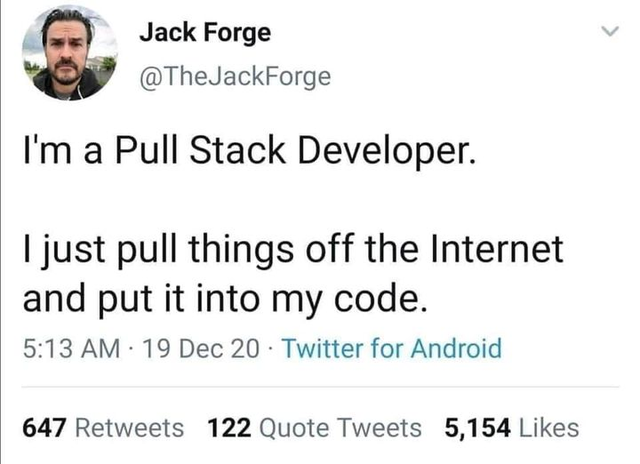 Jack Forge
@TheJackForge
I'm a Pull Stack Developer.
I just pull things off the Internet
and put it into my code.
5:13 AM · 19 Dec 20 · Twitter for Android
647 Retweets 122 Quote Tweets 5,154 Likes